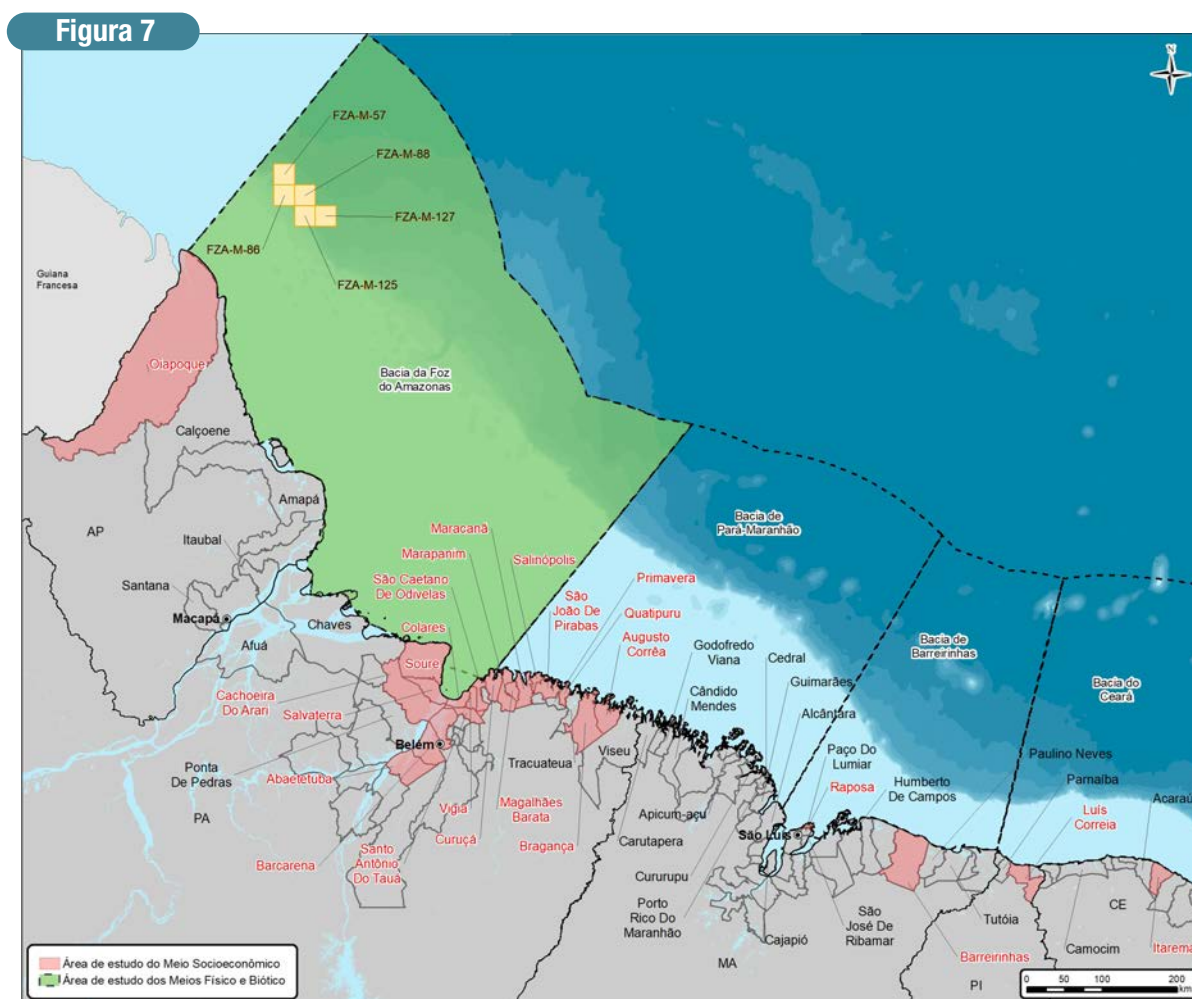 Figura 7
N
FZA-M-57
FZA-M-88
FZA-M-127
FZA-M-86
FZA-M-125
Guiana
Francesa
Oiapoque
Bacia da Foz
do Amazonas
Calçoene
Amapá
AP
Itaubal
Santana
Macapá
Chaves
Afuá
Maracanã
Marapanim
Salinópolis
São Caetano
De Odivelas
Colares
São
João De
Pirabas
Primavera
Quatipuru
Augusto
Corrêa
Bacia de
Pará-Maranhão
Bacia de
Barreirinhas
Bacia do
Ceará
Soure
Cachoeira
Do Arari
Salvaterra
Ponta
De Pedras
Belém
Abaetetuba
PA
Barcarena
Vigia
Curuçá
Santo
Antônio
Do Tauá
Magalhães
Barata
Bragança
Tracuateua
Viseu
Godofredo
Viana
Cândido
Mendes
Cedral
Guimarães
Alcântara
Paço Do
Lumiar
Raposa
Humberto
De Campos
Paulino Neves
Parnaíba
Acaraú
Luís
Correia
Apicum-açu
Carutapera
Cururupu
Porto
Rico Do
Maranhão
São Luís
MA
Cajapió
São
José De
Ribamar
Tutóia
Barreirinhas
PI
CE
Camocim
Itarema
Área de estudo do Meio Socioeconômico
Área de estudo dos Meios Físico e Biótico
0 50 100 200
km